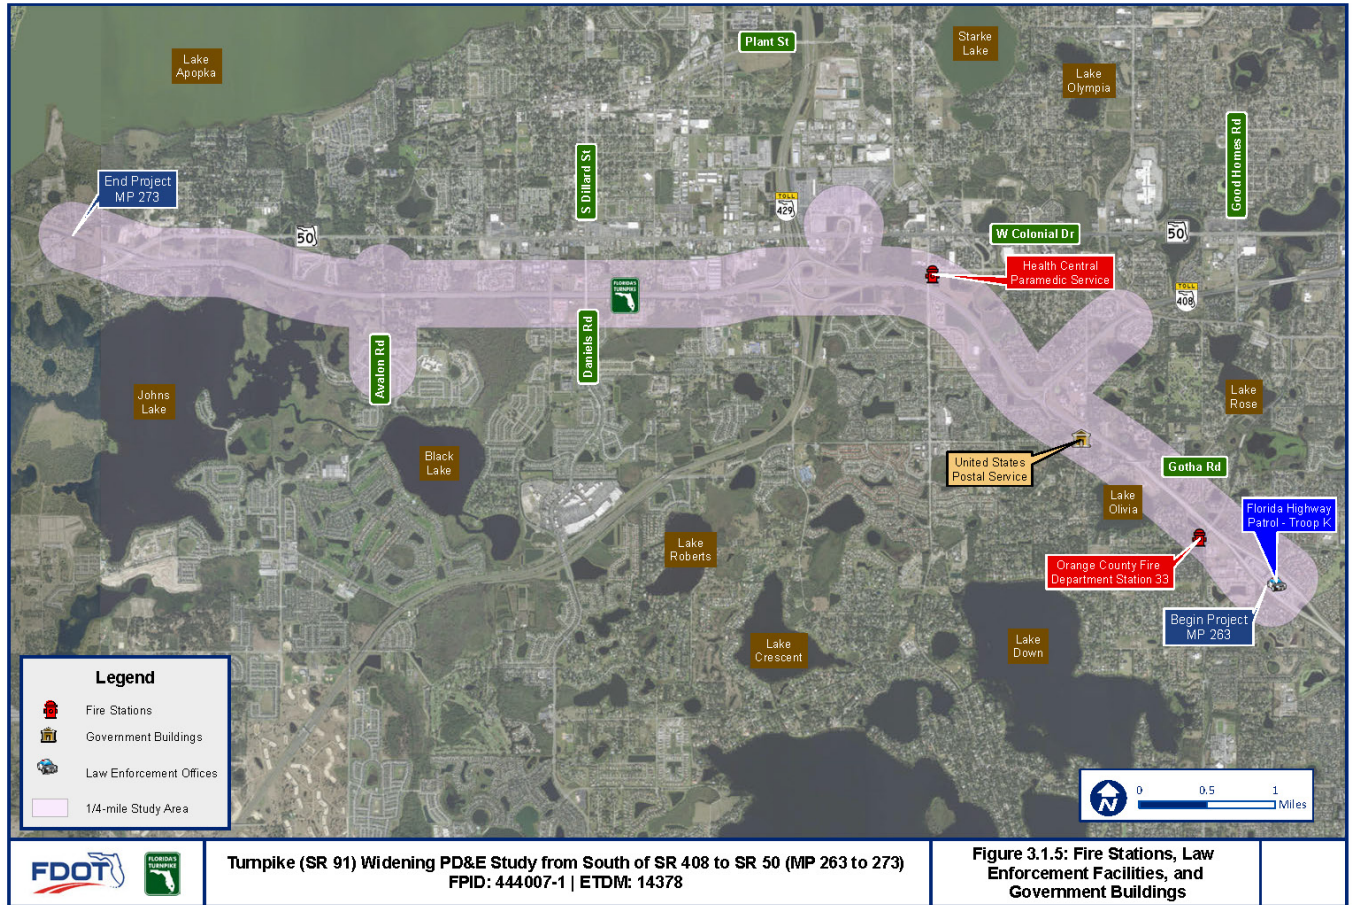 Lake
Apopka
Plant St
Starke
Lake
Lake
Olympia
Good Homes Rd
End Project
MP 273
S Dillard St
TOLL
429
50
W Colonial Dr
50
Health Central
Paramedic Service
FLORIDA'S
TURNPIKE
TOLL
408
Avalon Rd
Daniels Rd
Johns
Lake
Lake
Rose
Black
Lake
United States
Postal Service
Gotha Rd
Lake
Olivia
Florida Highway
Patrol - Troop K
Lake
Roberts
Orange County Fire
Department Station 33
Begin Project
MP 263
Lake
Crescent
Lake
Down
Legend
Fire Stations
Government Buildings
Law Enforcement Offices
1/4-mile Study Area
N
0 0.5 1
Miles
FDOT
FLORIDA'S
TURNPIKE
Turnpike (SR 91) Widening PD&E Study from South of SR 408 to SR 50 (MP 263 to 273)
FPID: 444007-1 | ETDM: 14378
Figure 3.1.5: Fire Stations, Law
Enforcement Facilities, and
Government Buildings